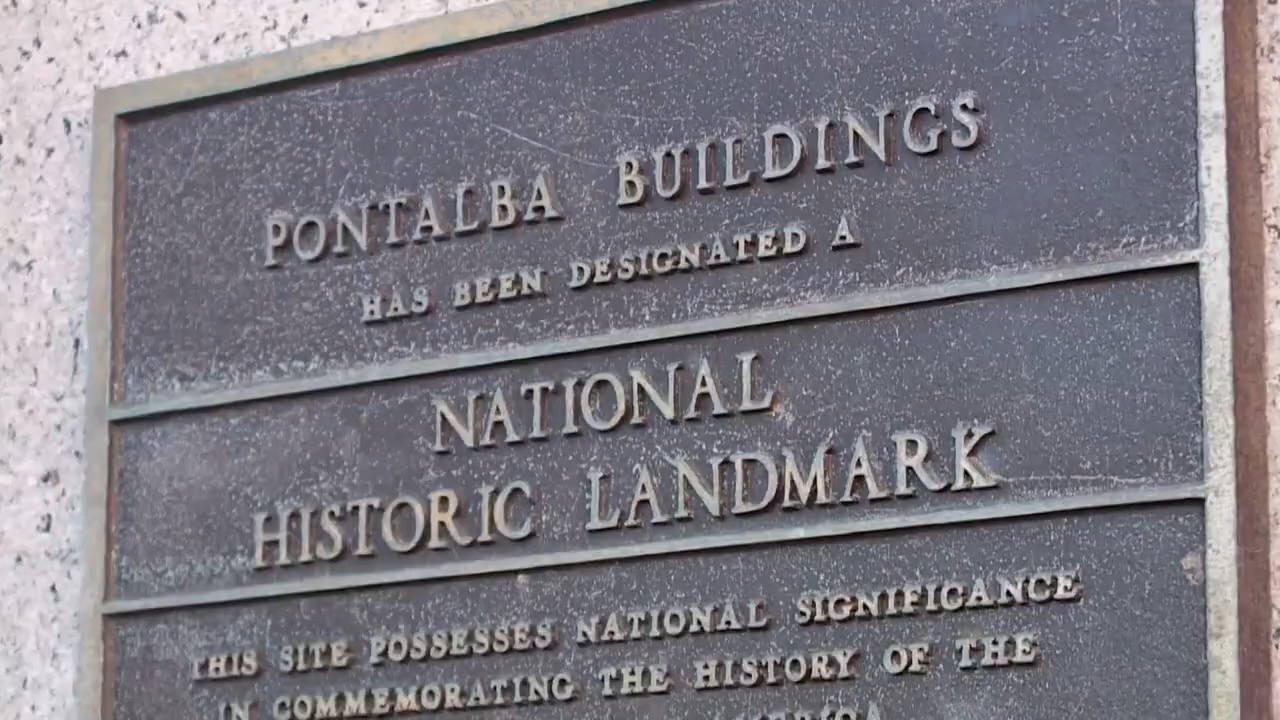 PONTALBA BUILDINGS
HAS BEEN DESIGNATED A
NATIONAL
HISTORIC LANDMARK
THIS SITE POSSESSES NATIONAL SIGNIFICANCE
IN COMMEMORATING THE HISTORY OF THE
AMERICA